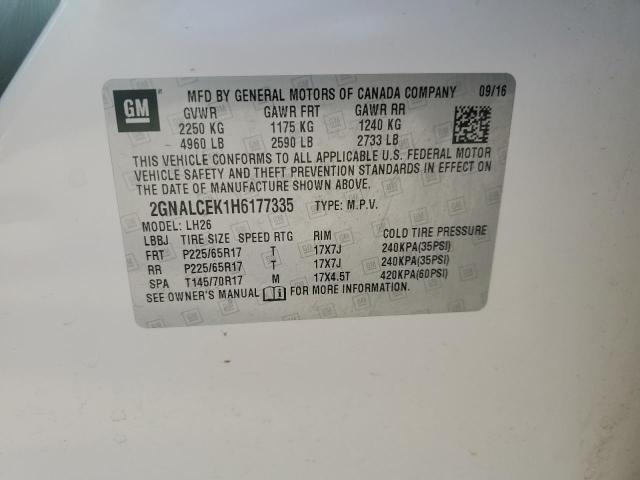 GM
MFD BY GENERAL MOTORS OF CANADA COMPANY 09/16
GVWR GAWR FRT GAWR RR
2250 KG 1175 KG 1240 KG
4960 LB 2590 LB 2733 LB
THIS VEHICLE CONFORMS TO ALL APPLICABLE U.S. FEDERAL MOTOR
VEHICLE SAFETY AND THEFT PREVENTION STANDARDS IN EFFECT ON
THE DATE OF MANUFACTURE SHOWN ABOVE.
2GNALCEK1H6177335 TYPE: M.P.V.
MODEL: LH26
LBBJ TIRE SIZE SPEED RTG RIM COLD TIRE PRESSURE
FRT P225/65R17 T 17X7J 240KPA(35PSI)
RR P225/65R17 T 17X7J 240KPA(35PSI)
SPA T145/70R17 M 17X4.5T 420KPA(60PSI)
SEE OWNER'S MANUAL FOR MORE INFORMATION.